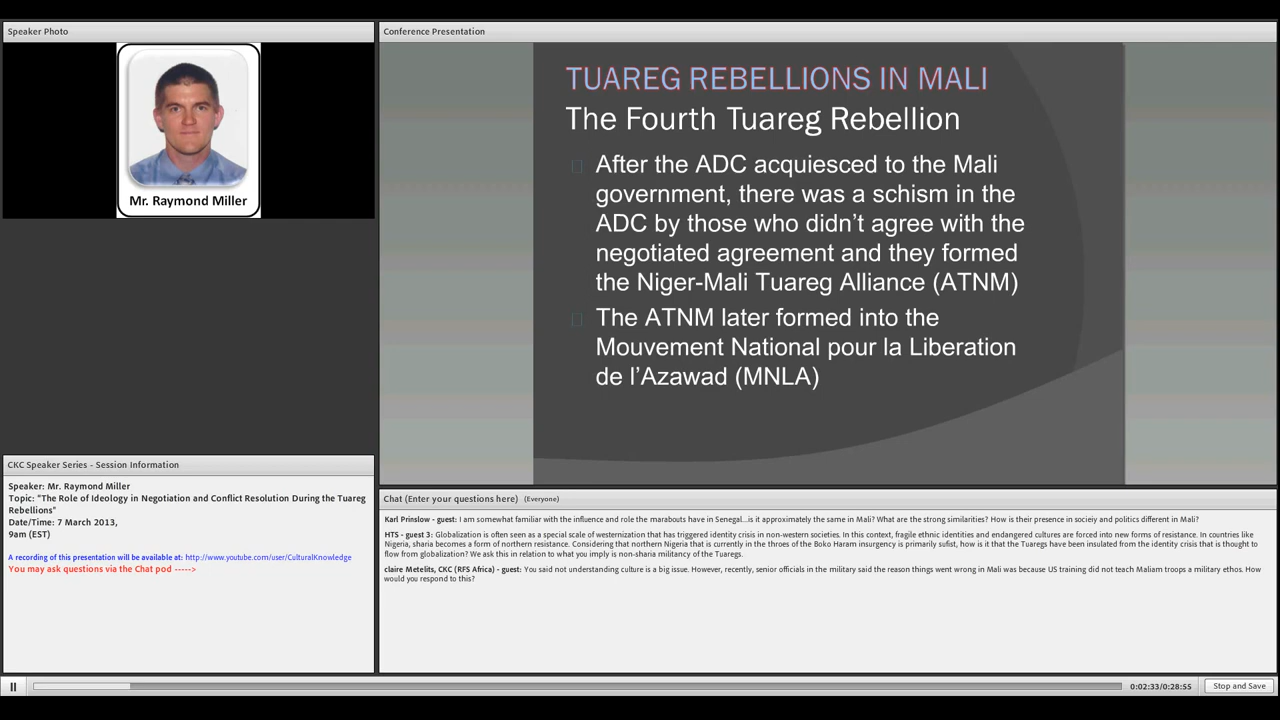 Speaker Photo
Mr. Raymond Miller
Conference Presentation
TUAREG REBELLIONS IN MALI
The Fourth Tuareg Rebellion
After the ADC acquiesced to the Mali
government, there was a schism in the
ADC by those who didn't agree with the
negotiated agreement and they formed
the Niger-Mali Tuareg Alliance (ATNM)
The ATNM later formed into the
Mouvement National pour la Liberation
de l'Azawad (MNLA)
CKC Speaker Series - Session Information
Speaker: Mr. Raymond Miller
Topic: "The Role of Ideology in Negotiation and Conflict Resolution During the Tuareg
Rebellions"
Date/Time: 7 March 2013,
9am (EST)
A recording of this presentation will be available at: http://www.youtube.com/user/CulturalKnowledge
You may ask questions via the Chat pod ----->
Chat (Enter your questions here) (Everyone)
Karl Prinslow - guest: I am somewhat familiar with the influence and role the marabouts have in Senegal...is it approximately the same in Mali? What are the strong similarities? How is their presence in socieiy and politics different in Mali?
HTS - guest 3: Globalization is often seen as a special scale of westernization that has triggered identity crisis in non-western societies. In this context, fragile ethnic identities and endangered cultures are forced into new forms of resistance. In countries like
Nigeria, sharia becomes a form of northern resistance. Considering that northern Nigeria that is currently in the throes of the Boko Haram insurgency is primarily sufist, how is it that the Tuaregs have been insulated from the identity crisis that is thought to
flow from globalization? We ask this in relation to what you imply is non-sharia militancy of the Tuaregs.
claire Metelits, CKC (RFS Africa) - guest: You said not understanding culture is a big issue. However, recently, senior officials in the military said the reason things went wrong in Mali was because US training did not teach Maliam troops a military ethos. How
would you respond to this?
0:02:33/0:28:55
Stop and Save